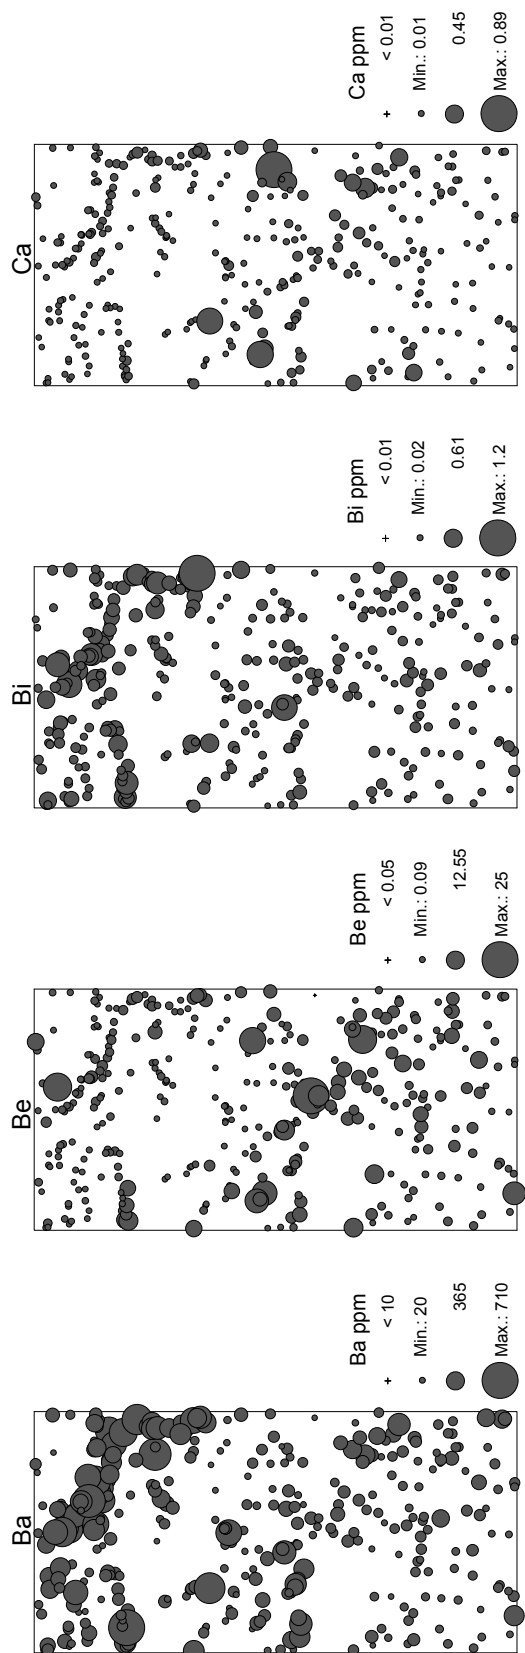 Ba
Ba ppm
< 10
Min.: 20
365
Max.: 710
Be
Be ppm
< 0.05
Min.: 0.09
12.55
Max.: 25
Bi
Bi ppm
< 0.01
Min.: 0.02
0.61
Max.: 1.2
Ca
Ca ppm
< 0.01
Min.: 0.01
0.45
Max.: 0.89